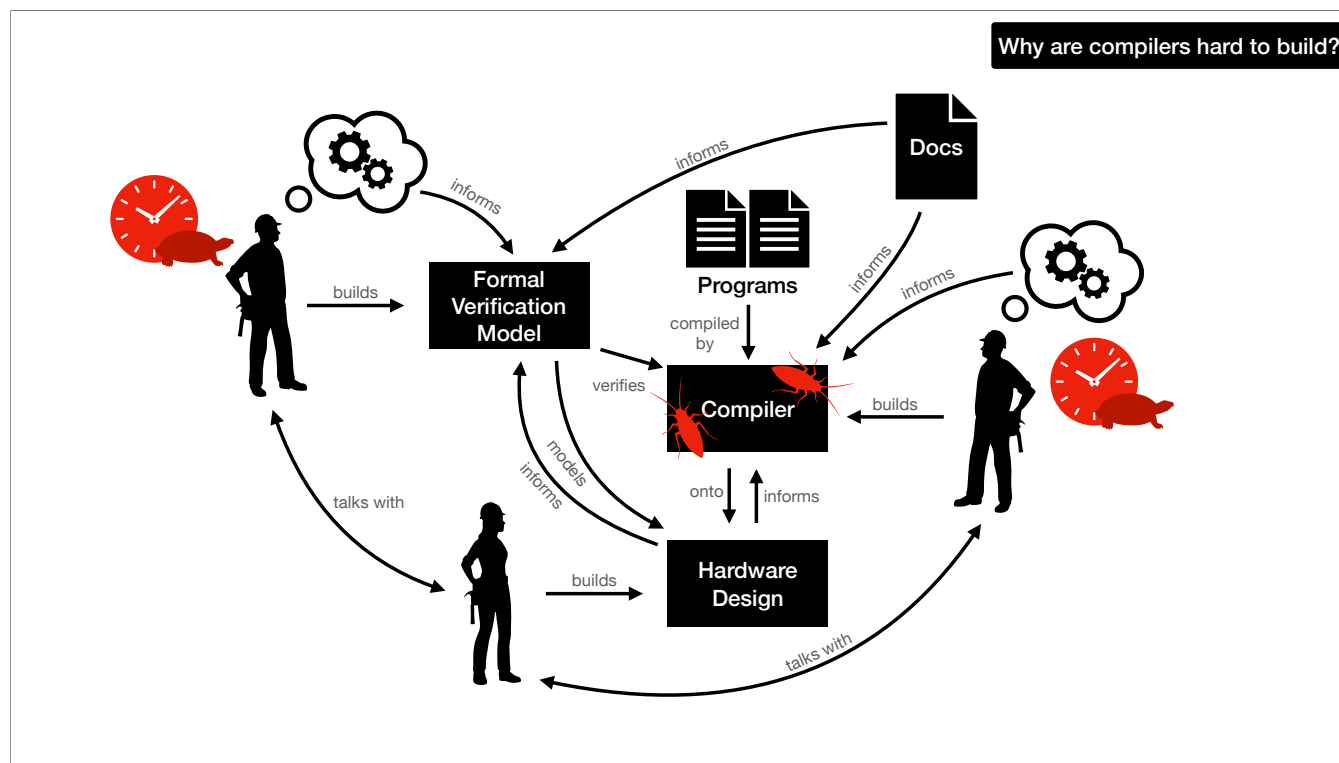 Why are compilers hard to build?
Docs
informs
informs
Programs
informs
informs
Formal
Verification
Model
builds
compiled
by
verifies
Compiler
builds
models
informs
onto
informs
talks with
Hardware
Design
builds
talks with